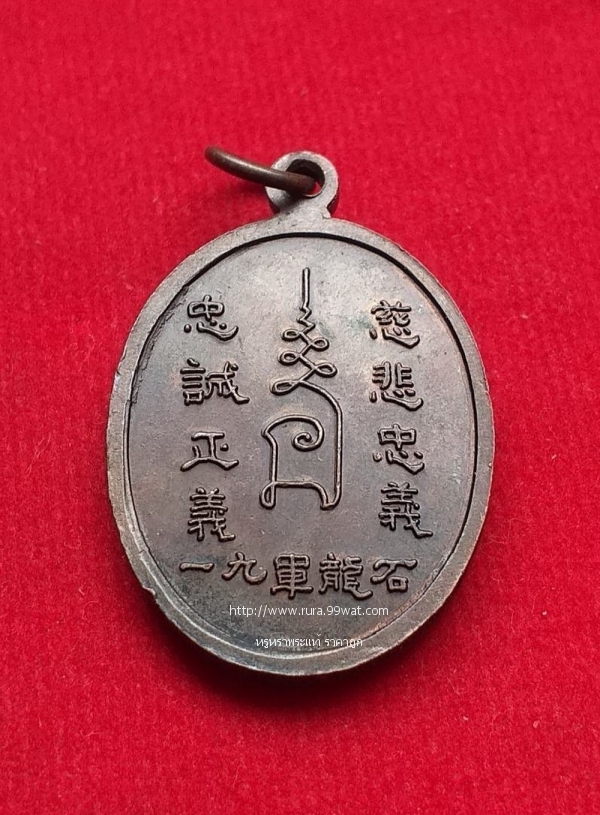 慈悲忠義
忠誠正義
石龍軍九一
http://www.rura.99wat.com
หรูหราพระแท้ ราคาถูก